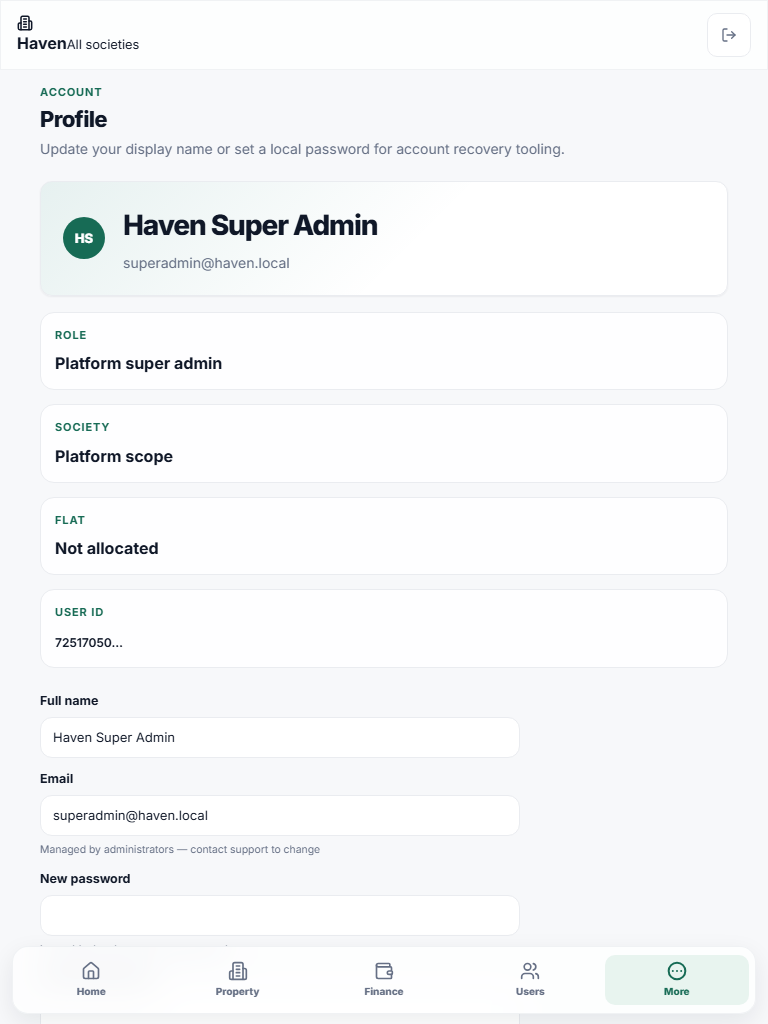 HavenAll societies
ACCOUNT
Profile
Update your display name or set a local password for account recovery tooling.
HS
Haven Super Admin
superadmin@haven.local
ROLE
Platform super admin
SOCIETY
Platform scope
FLAT
Not allocated
USER ID
72517050...
Full name
Haven Super Admin
Email
superadmin@haven.local
Managed by administrators — contact support to change
New password
Home
Property
Finance
Users
More